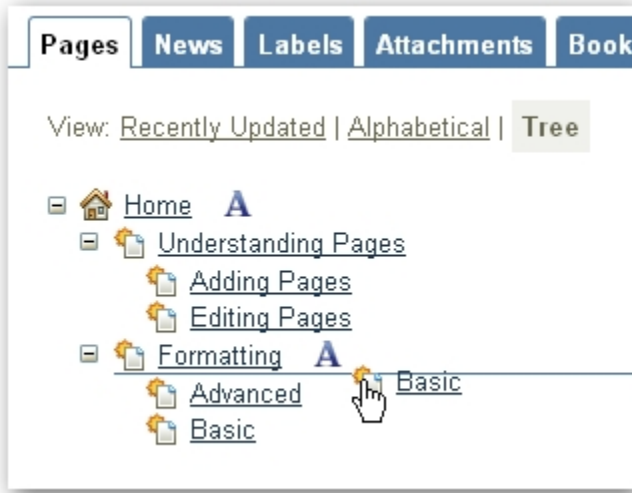 Pages News Labels Attachments Book
View: Recently Updated | Alphabetical | Tree
Home A
Understanding Pages
Adding Pages
Editing Pages
Formatting A
Basic
Advanced
Basic